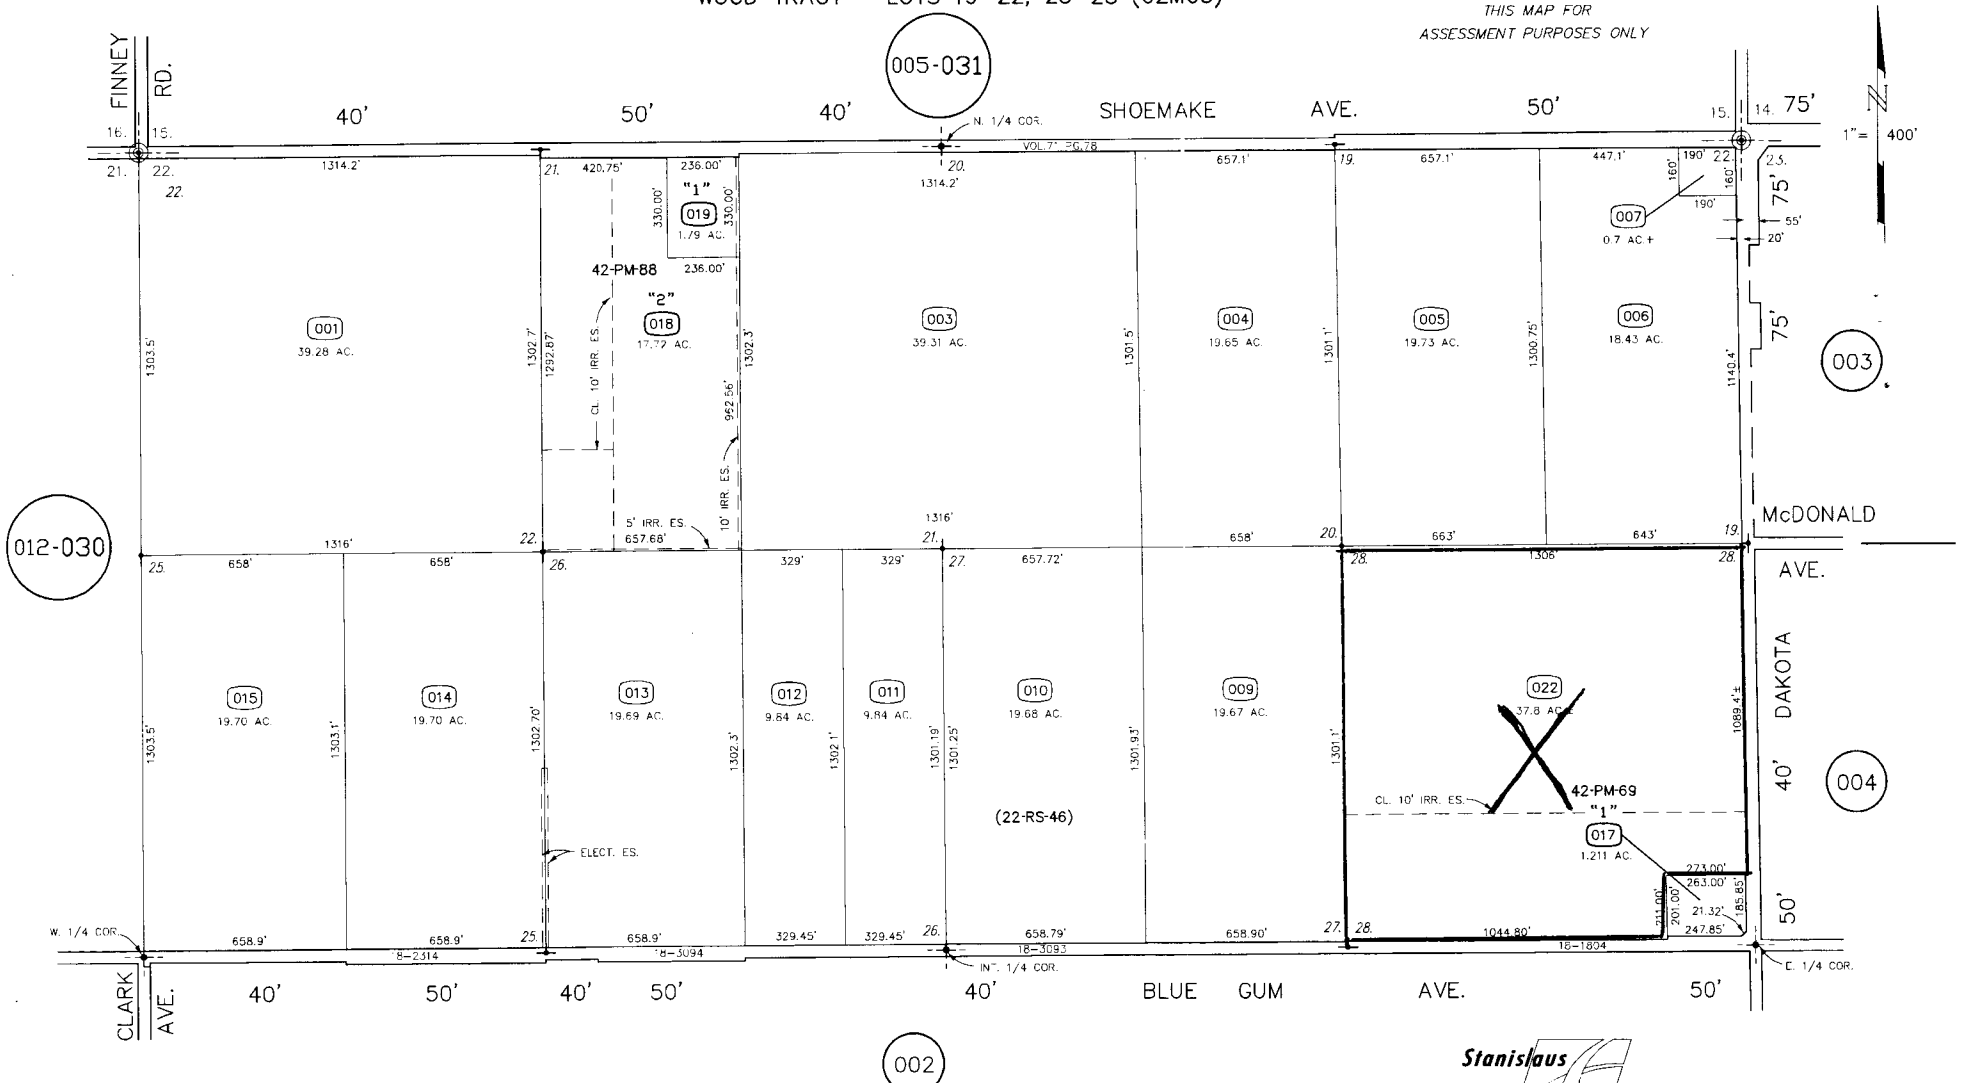 THIS MAP FOR
ASSESSMENT PURPOSES ONLY
005-031
FINNEY
RD.
40'
50'
40'
SHOEMAKE
AVE.
50'
75'
N
1"= 400'
16. 15.
21. 22.
22.
N. 1/4 COR.
15. 14.
22. 23.
1314.2'
21.
420.75'
236.00'
20.
1314.2'
657.1'
19.
657.1'
447.1'
190'
"1"
019
1.79 AC.
330.00'
330.00'
236.00'
160'
160'
190'
007
0.7 AC.±
75'
55'
20'
42-PM-88
"2"
018
17.72 AC.
001
39.28 AC.
003
39.31 AC.
004
19.65 AC.
005
19.73 AC.
006
18.43 AC.
75'
003
1303.5'
1302.7'
1292.87'
CL. 10' IRR. ES.
962.66'
1302.3'
1301.5'
1301.1'
1300.75'
1140.4'
10' IRR. ES.
5' IRR. ES.
657.68'
012-030
1316'
22.
1316'
21.
658'
20.
663'
643'
19.
McDONALD
AVE.
25.
658'
658'
26.
329'
329'
27.
657.72'
28.
1306'
28.
015
19.70 AC.
014
19.70 AC.
013
19.69 AC.
012
9.84 AC.
011
9.84 AC.
010
19.68 AC.
009
19.67 AC.
022
37.8 AC.±
DAKOTA
40'
004
1303.5'
1303.1'
1302.70'
1302.3'
1302.1'
1301.19'
1301.25'
1301.93'
1301.1'
1089.4'±
(22-RS-46)
CL. 10' IRR. ES.
42-PM-69
"1"
017
1.211 AC.
ELECT. ES.
273.00'
263.00'
211.00'
201.00'
21.32'
185.85'
50'
W. 1/4 COR.
658.9'
658.9'
25.
658.9'
329.45'
329.45'
26.
658.79'
658.90'
27.
28.
1044.80'
247.85'
18-3093
18-1804
INT. 1/4 COR.
E. 1/4 COR.
CLARK
AVE.
40'
50'
40'
50'
40'
BLUE GUM
AVE.
50'
002
Stanislaus